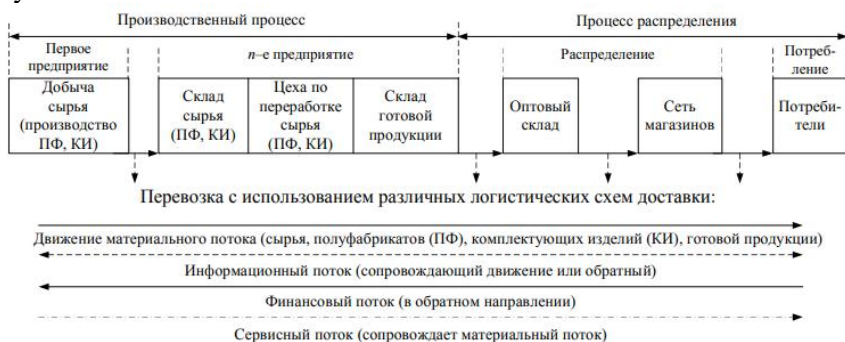 Производственный процесс
Процесс распределения
Первое
предприятие
n–е предприятие
Распределение
Потреб-
ление
Добыча
сырья
(производство
ПФ, КИ)
Склад
сырья
(ПФ, КИ)
Цеха по
переработке
сырья
(ПФ, КИ)
Склад
готовой
продукции
Оптовый
склад
Сеть
магазинов
Потреби-
тели
Перевозка с использованием различных логистических схем доставки:
Движение материального потока (сырья, полуфабрикатов (ПФ), комплектующих изделий (КИ), готовой продукции)
Информационный поток (сопровождающий движение или обратный)
Финансовый поток (в обратном направлении)
Сервисный поток (сопровождает материальный поток)